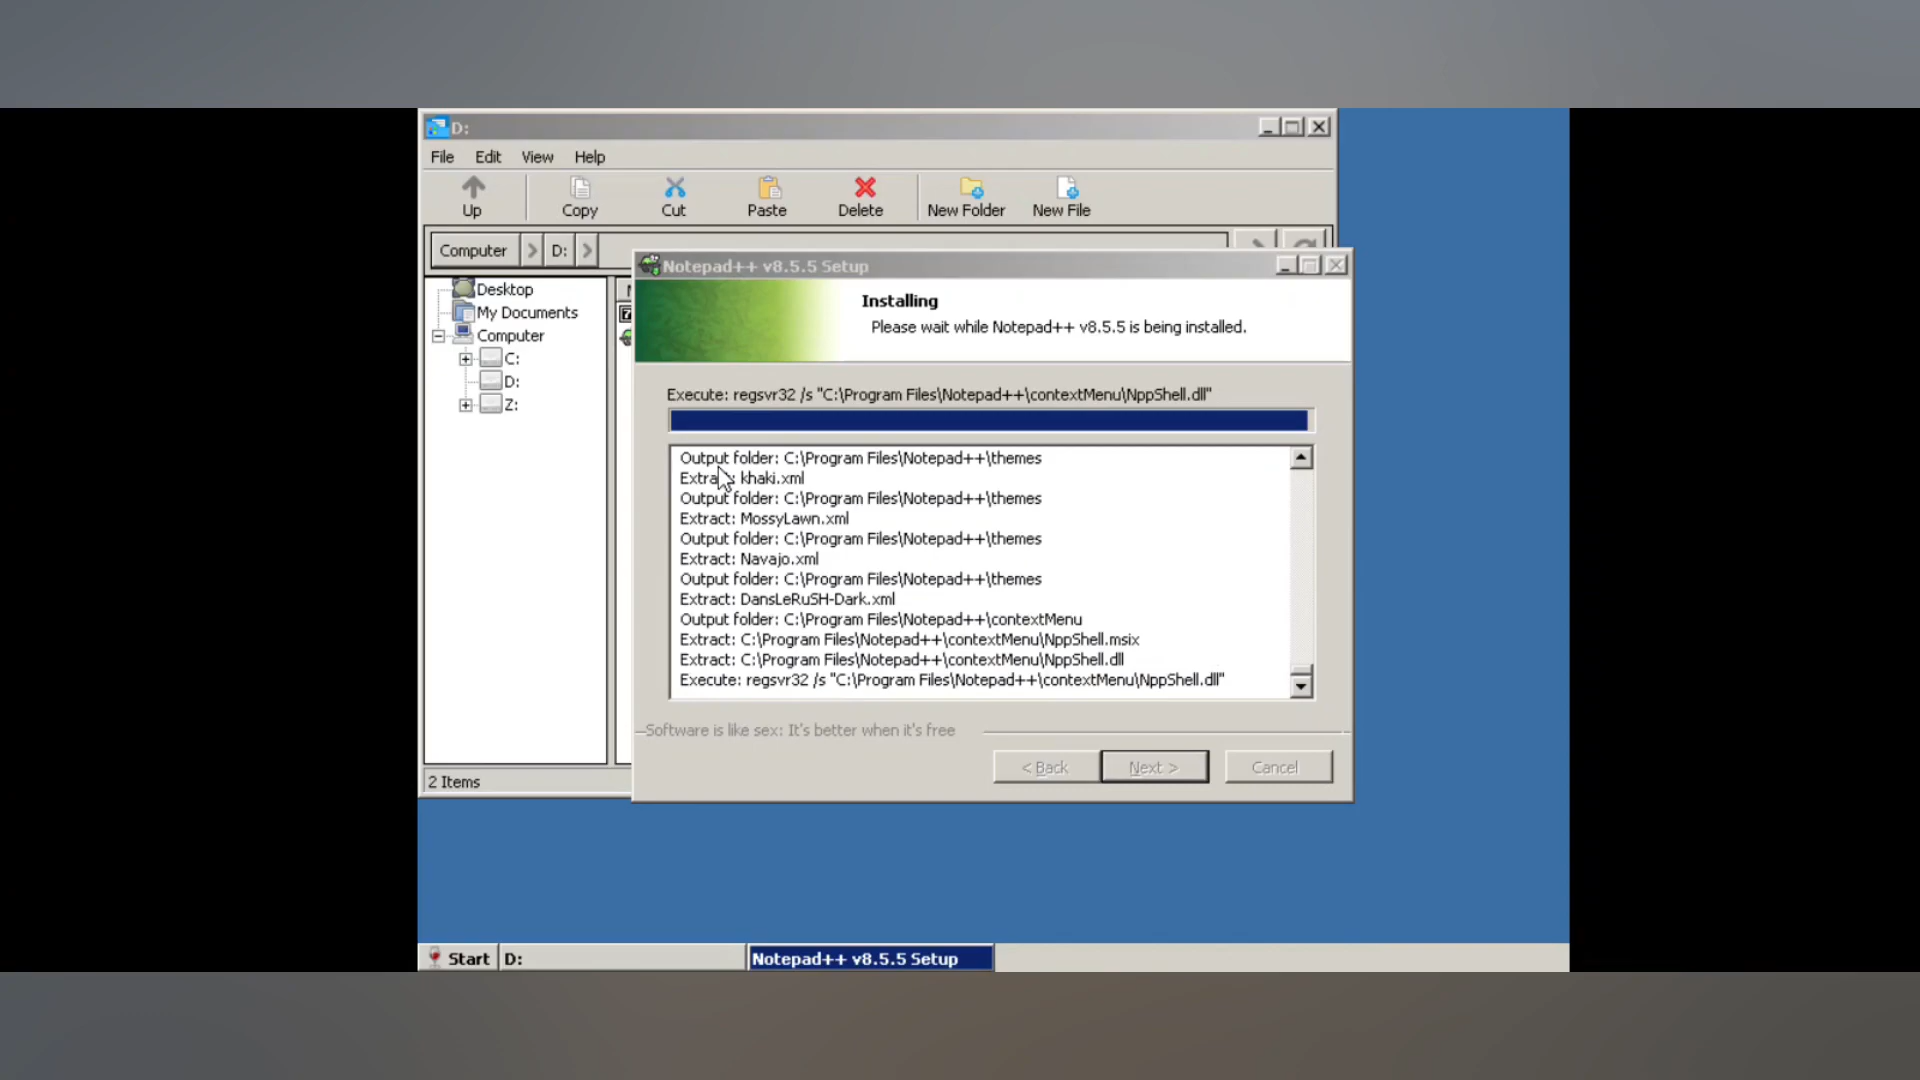 D:
File Edit View Help
Up Copy Cut Paste Delete New Folder New File
Computer > D: >
Notepad++ v8.5.5 Setup
Desktop
My Documents
Computer
C:
D:
Z:
Installing
Please wait while Notepad++ v8.5.5 is being installed.
Execute: regsvr32 /s "C:\Program Files\Notepad++\contextMenu\NppShell.dll"
Output folder: C:\Program Files\Notepad++\themes
Extract: khaki.xml
Output folder: C:\Program Files\Notepad++\themes
Extract: MossyLawn.xml
Output folder: C:\Program Files\Notepad++\themes
Extract: Navajo.xml
Output folder: C:\Program Files\Notepad++\themes
Extract: DansLeRuSH-Dark.xml
Output folder: C:\Program Files\Notepad++\contextMenu
Extract: C:\Program Files\Notepad++\contextMenu\NppShell.msix
Extract: C:\Program Files\Notepad++\contextMenu\NppShell.dll
Execute: regsvr32 /s "C:\Program Files\Notepad++\contextMenu\NppShell.dll"
Software is like sex: It's better when it's free
< Back Next > Cancel
2 Items
Start D: Notepad++ v8.5.5 Setup